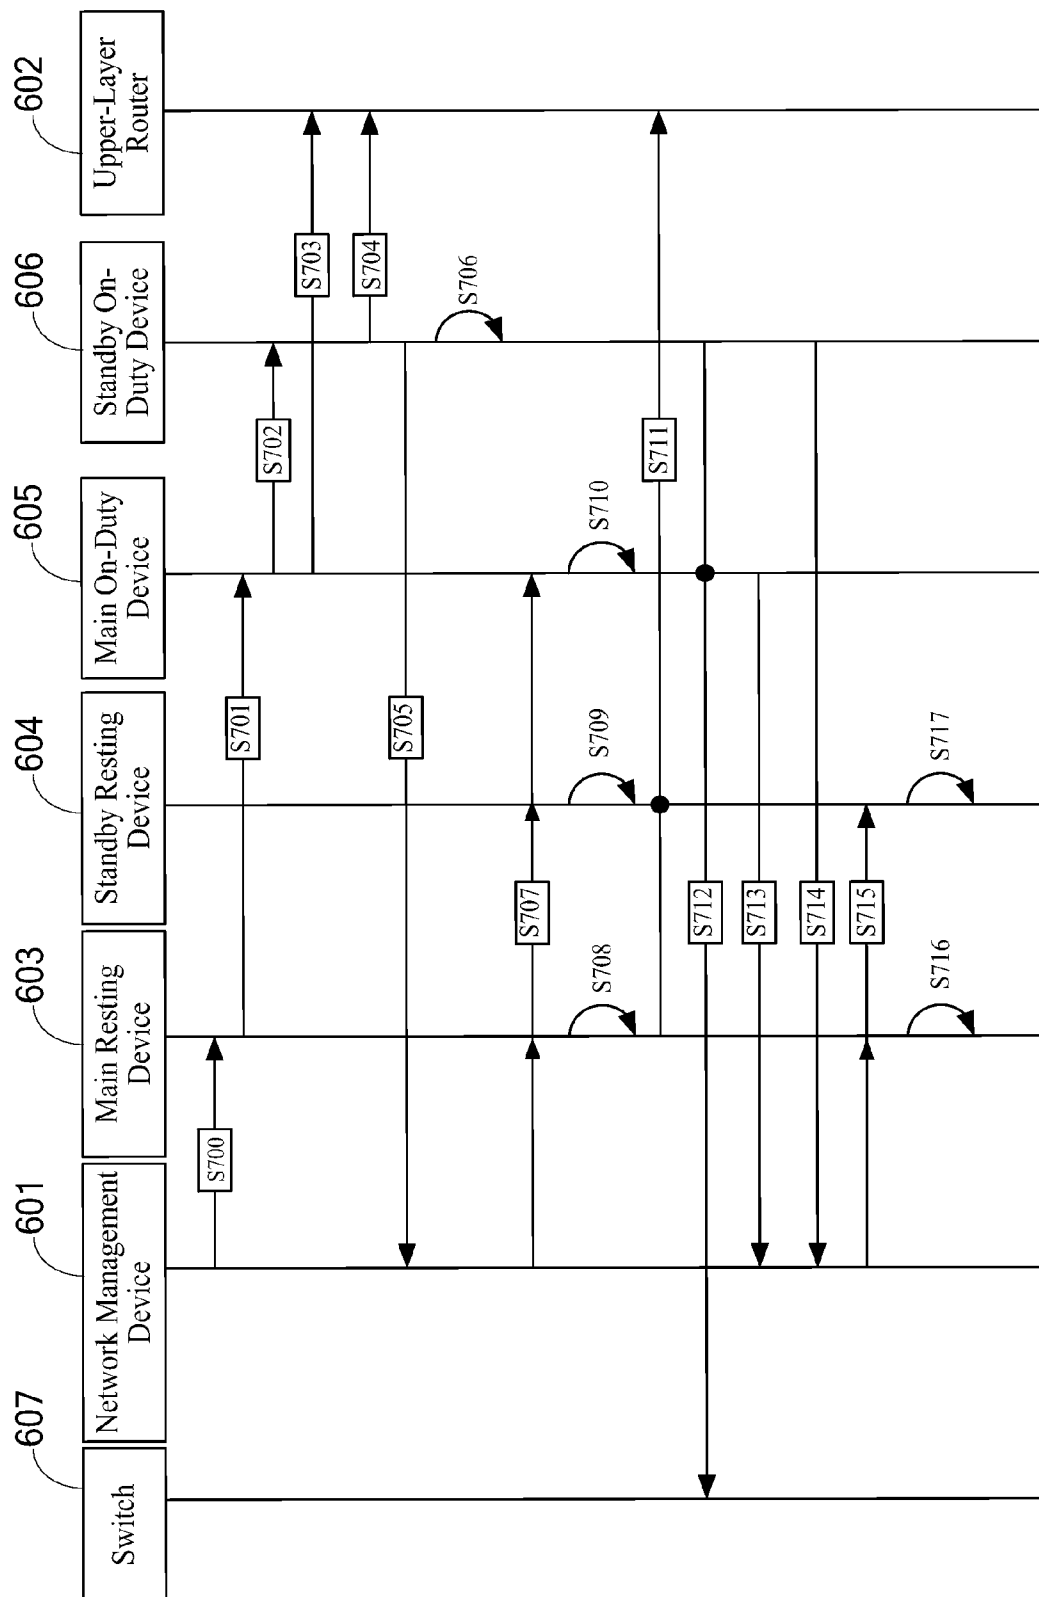 607
601
603
604
605
606
602
Switch
Network Management
Device
Main Resting
Device
Standby Resting
Device
Main On-Duty
Device
Standby On-
Duty Device
Upper-Layer
Router
S700
S701
S702
S703
S704
S705
S706
S707
S708
S709
S710
S711
S712
S713
S714
S715
S716
S717